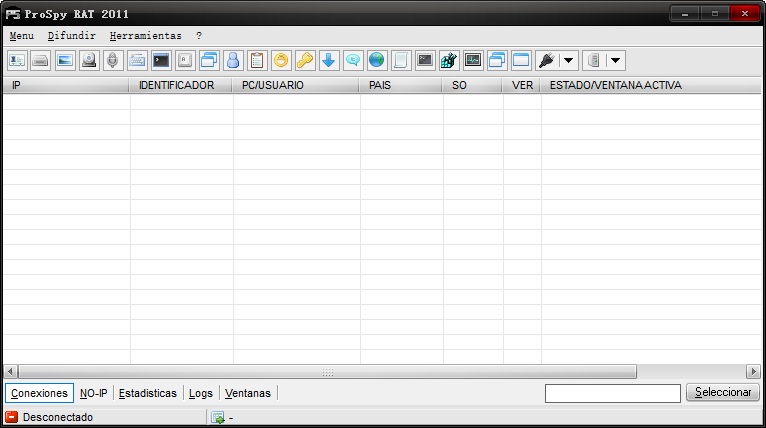 ProSpy RAT 2011
Menu Difundir Herramientas ?
IP IDENTIFICADOR PC/USUARIO PAIS SO VER ESTADO/VENTANA ACTIVA
Conexiones NO-IP Estadisticas Logs Ventanas Seleccionar
Desconectado -